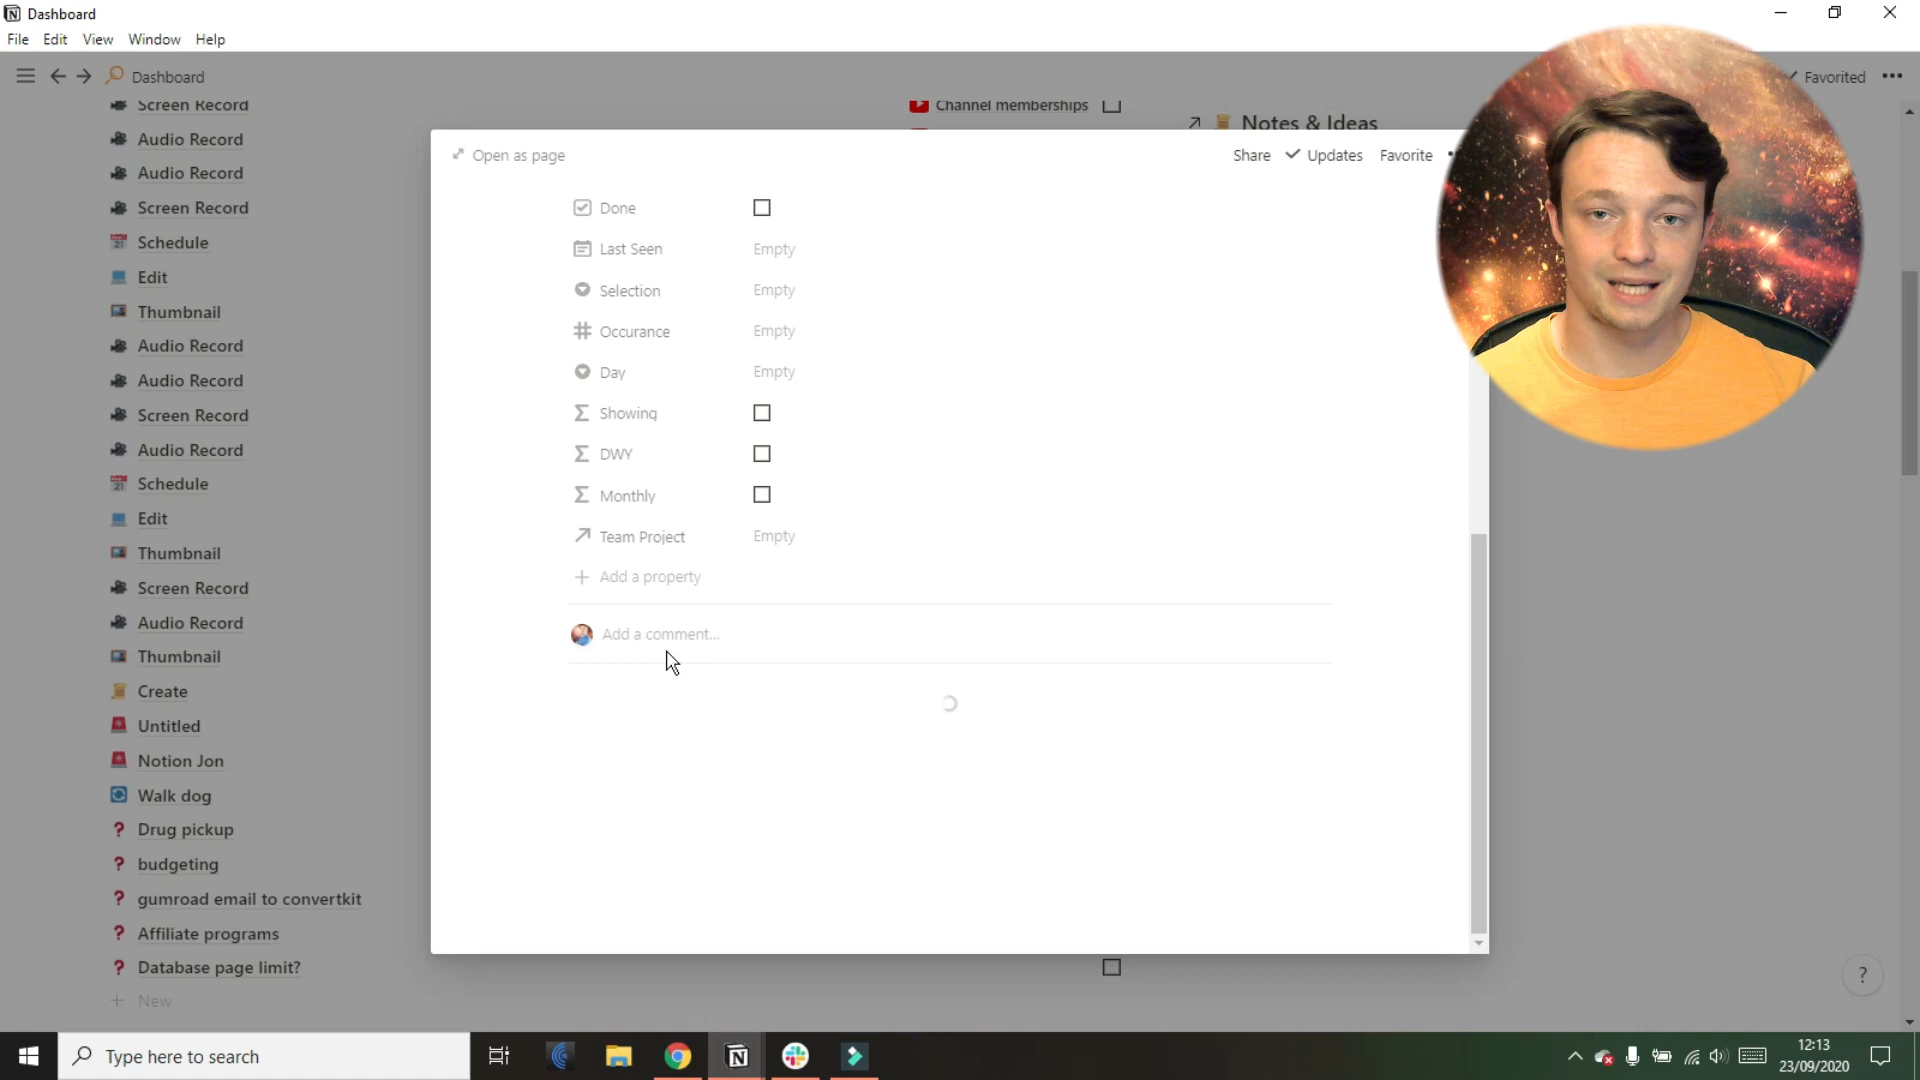 Dashboard
File Edit View Window Help
Dashboard
Favorited
Screen Record
Audio Record
Audio Record
Screen Record
Schedule
Edit
Thumbnail
Audio Record
Audio Record
Screen Record
Audio Record
Schedule
Edit
Thumbnail
Screen Record
Audio Record
Thumbnail
Create
Untitled
Notion Jon
Walk dog
? Drug pickup
? budgeting
? gumroad email to convertkit
? Affiliate programs
? Database page limit?
+ New
Channel memberships
Notes & Ideas
Open as page
Share Updates Favorite
Done
Last Seen Empty
Selection Empty
Occurance Empty
Day Empty
Showing
DWY
Monthly
Team Project Empty
+ Add a property
Add a comment...
?
Type here to search
12:13
23/09/2020